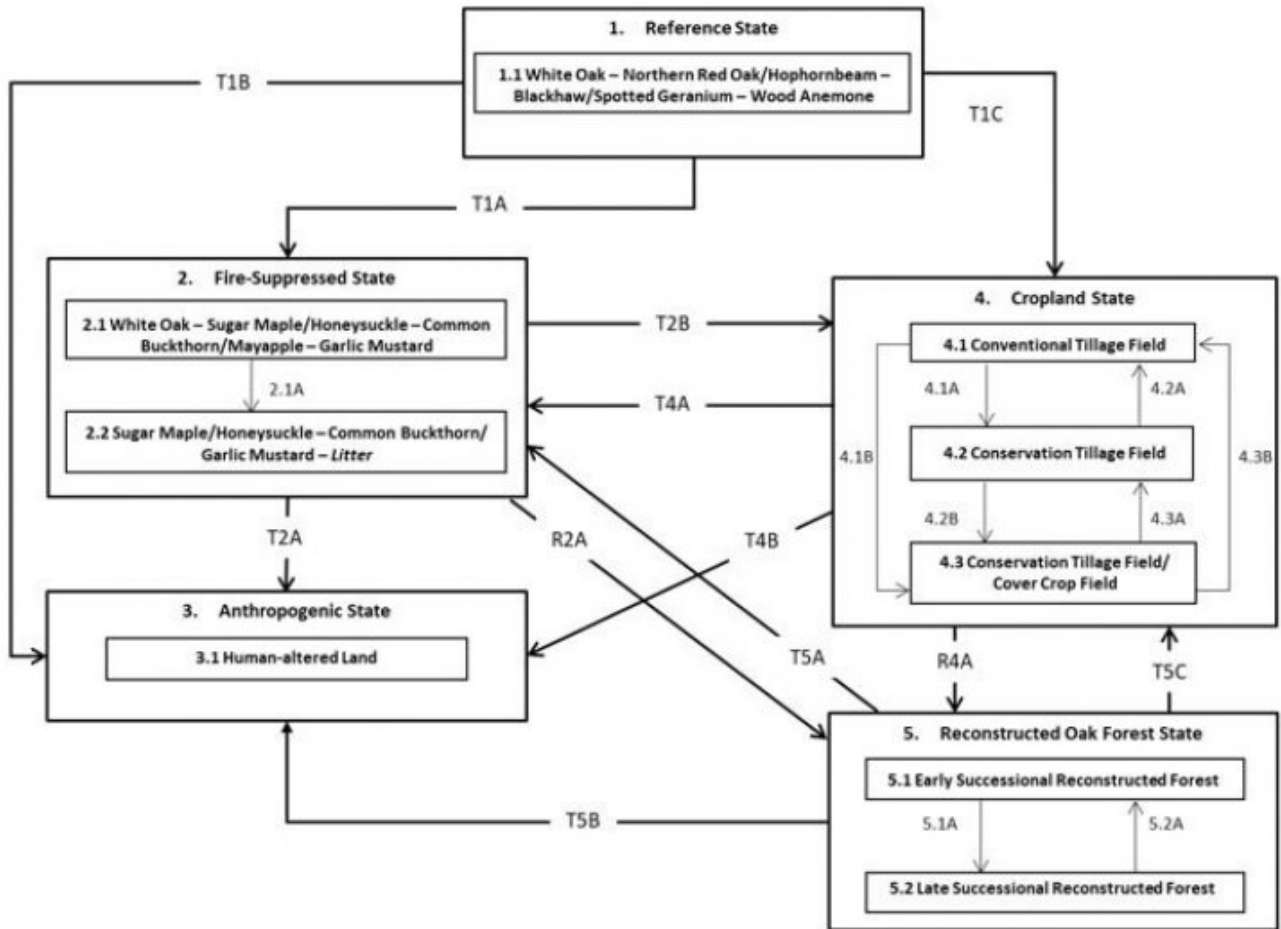 1. Reference State
1.1 White Oak – Northern Red Oak/Hophornbeam –
Blackhaw/Spotted Geranium – Wood Anemone
T1B
T1C
T1A
2. Fire-Suppressed State
2.1 White Oak – Sugar Maple/Honeysuckle – Common
Buckthorn/Mayapple – Garlic Mustard
2.1A
2.2 Sugar Maple/Honeysuckle – Common Buckthorn/
Garlic Mustard – Litter
T2B
T4A
4. Cropland State
4.1 Conventional Tillage Field
4.1A
4.2A
4.1B
4.2 Conservation Tillage Field
4.3B
4.2B
4.3A
4.3 Conservation Tillage Field/
Cover Crop Field
T2A
R2A
T4B
3. Anthropogenic State
3.1 Human-altered Land
T5A
R4A
T5C
5. Reconstructed Oak Forest State
5.1 Early Successional Reconstructed Forest
5.1A
5.2A
5.2 Late Successional Reconstructed Forest
T5B